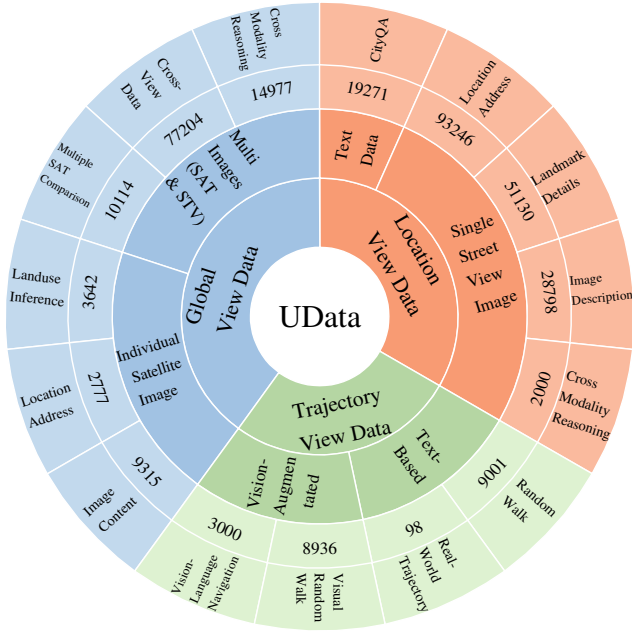 UData
Location
View Data
Text
Data
CityQA
19271
Single
Street
View
Image
Location
Address
93246
Landmark
Details
51130
Image
Description
28798
Cross
Modality
Reasoning
2000
Trajectory
View Data
Text-
Based
Random
Walk
9001
Real-
World
Trajectory
98
Vision-
Augmen
tated
Visual
Random
Walk
8936
Vision-
Language
Navigation
3000
Global
View Data
Individual
Satellite
Image
Image
Content
9315
Location
Address
2777
Landuse
Inference
3642
Multi
Images
(SAT
& STV)
Multiple
SAT
Comparison
10114
Cross-
View
Data
77204
Cross
Modality
Reasoning
14977